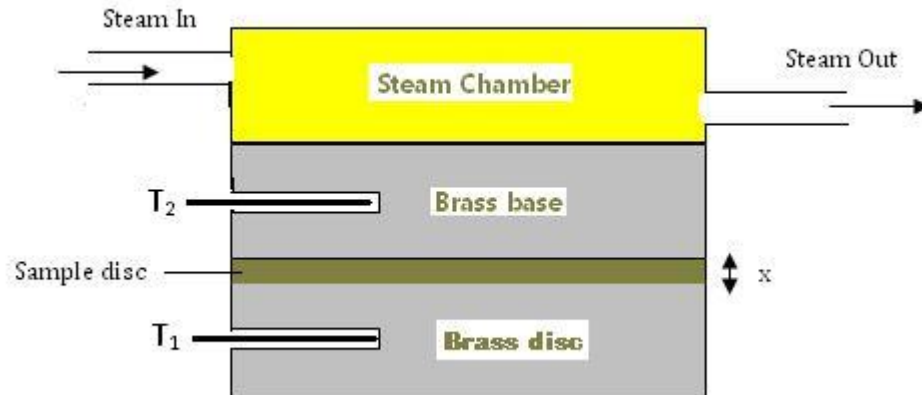 Steam In
Steam Out
Steam Chamber
T2
Brass base
Sample disc
x
T1
Brass disc